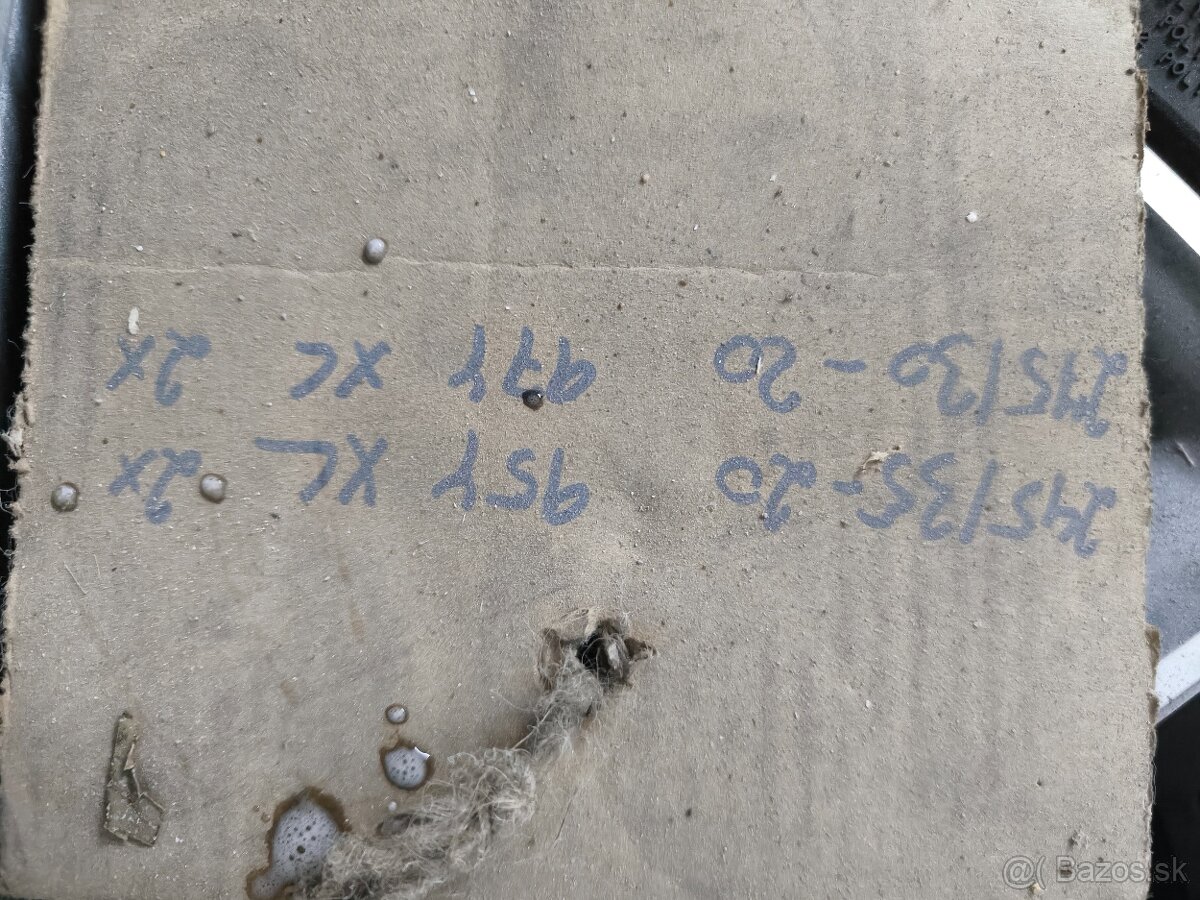 245/35-20 95Y XL 2x
275/30-20 97Y XL 2x
@( Bazos.sk